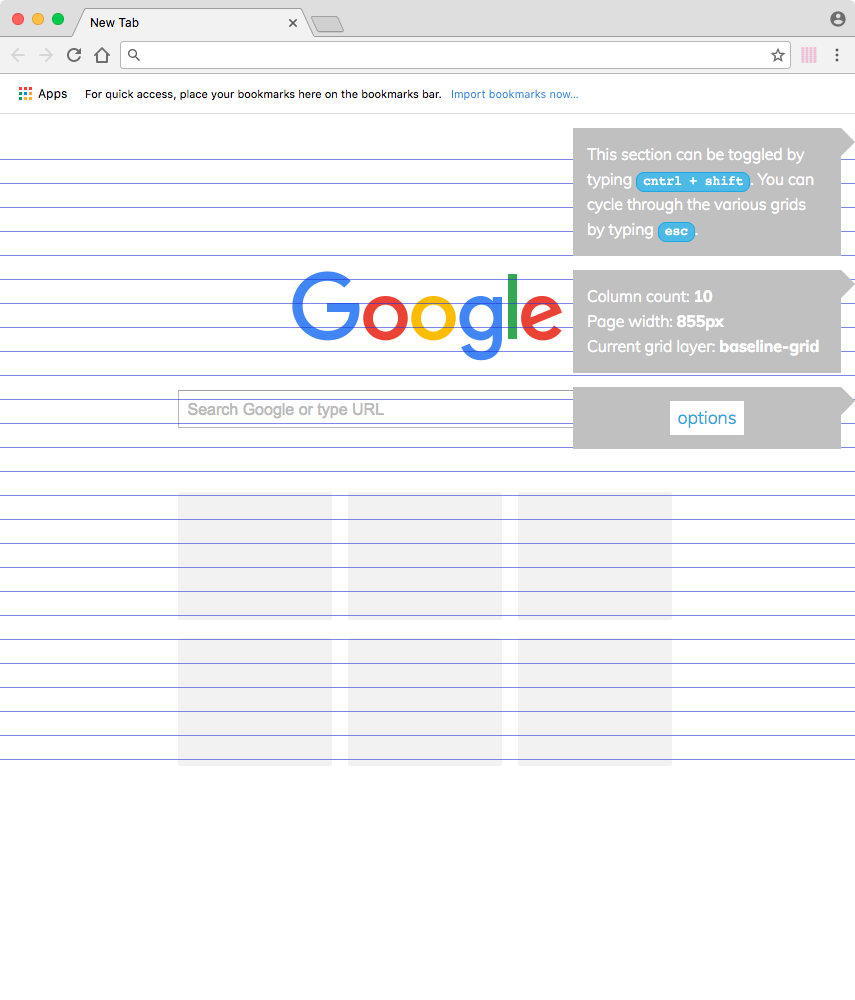 New Tab
Apps
For quick access, place your bookmarks here on the bookmarks bar. Import bookmarks now...
This section can be toggled by
typing cntrl + shift. You can
cycle through the various grids
by typing esc.
Google
Column count: 10
Page width: 855px
Current grid layer: baseline-grid
Search Google or type URL
options